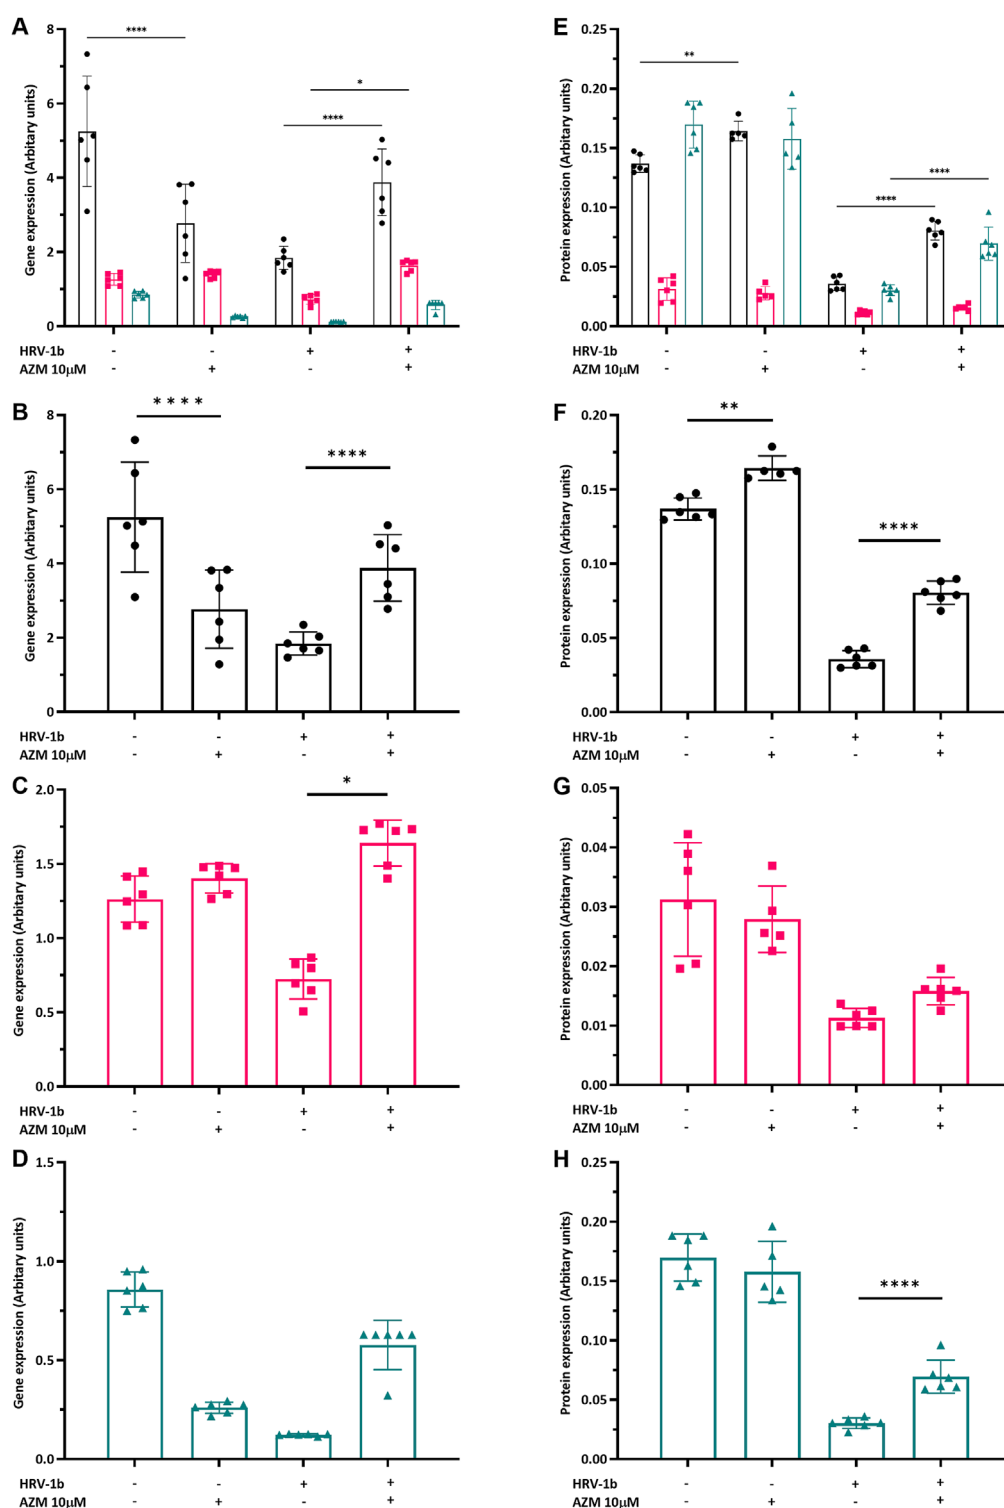 A
Gene expression (Arbitary units)
8
6
4
2
0
****
*
****
HRV-1b - - + +
AZM 10μM - + - +
E
Protein expression (Arbitary units)
0.25
0.20
0.15
0.10
0.05
0.00
**
****
****
HRV-1b - - + +
AZM 10μM - + - +
B
Gene expression (Arbitary units)
8
6
4
2
0
****
****
HRV-1b - - + +
AZM 10μM - + - +
F
Protein expression (Arbitary units)
0.20
0.15
0.10
0.05
0.00
**
****
HRV-1b - - + +
AZM 10μM - + - +
C
Gene expression (Arbitary units)
2.0
1.5
1.0
0.5
0.0
*
HRV-1b - - + +
AZM 10μM - + - +
G
Protein expression (Arbitary units)
0.05
0.04
0.03
0.02
0.01
0.00
HRV-1b - - + +
AZM 10μM - + - +
D
Gene expression (Arbitary units)
1.5
1.0
0.5
0.0
HRV-1b - - + +
AZM 10μM - + - +
H
Protein expression (Arbitary units)
0.25
0.20
0.15
0.10
0.05
0.00
****
HRV-1b - - + +
AZM 10μM - + - +